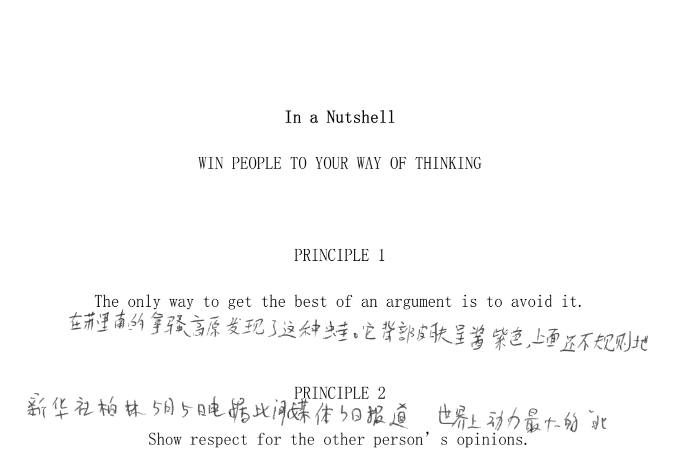 In a Nutshell
WIN PEOPLE TO YOUR WAY OF THINKING
PRINCIPLE 1
The only way to get the best of an argument is to avoid it.
在苏里南的拿骚高原发现了这种蛙。它背部皮肤呈酱紫色,上面还不规则地
PRINCIPLE 2
新华社柏林5月5日电据比利媒体5日报道 世界上动力最大的
Show respect for the other person's opinions.